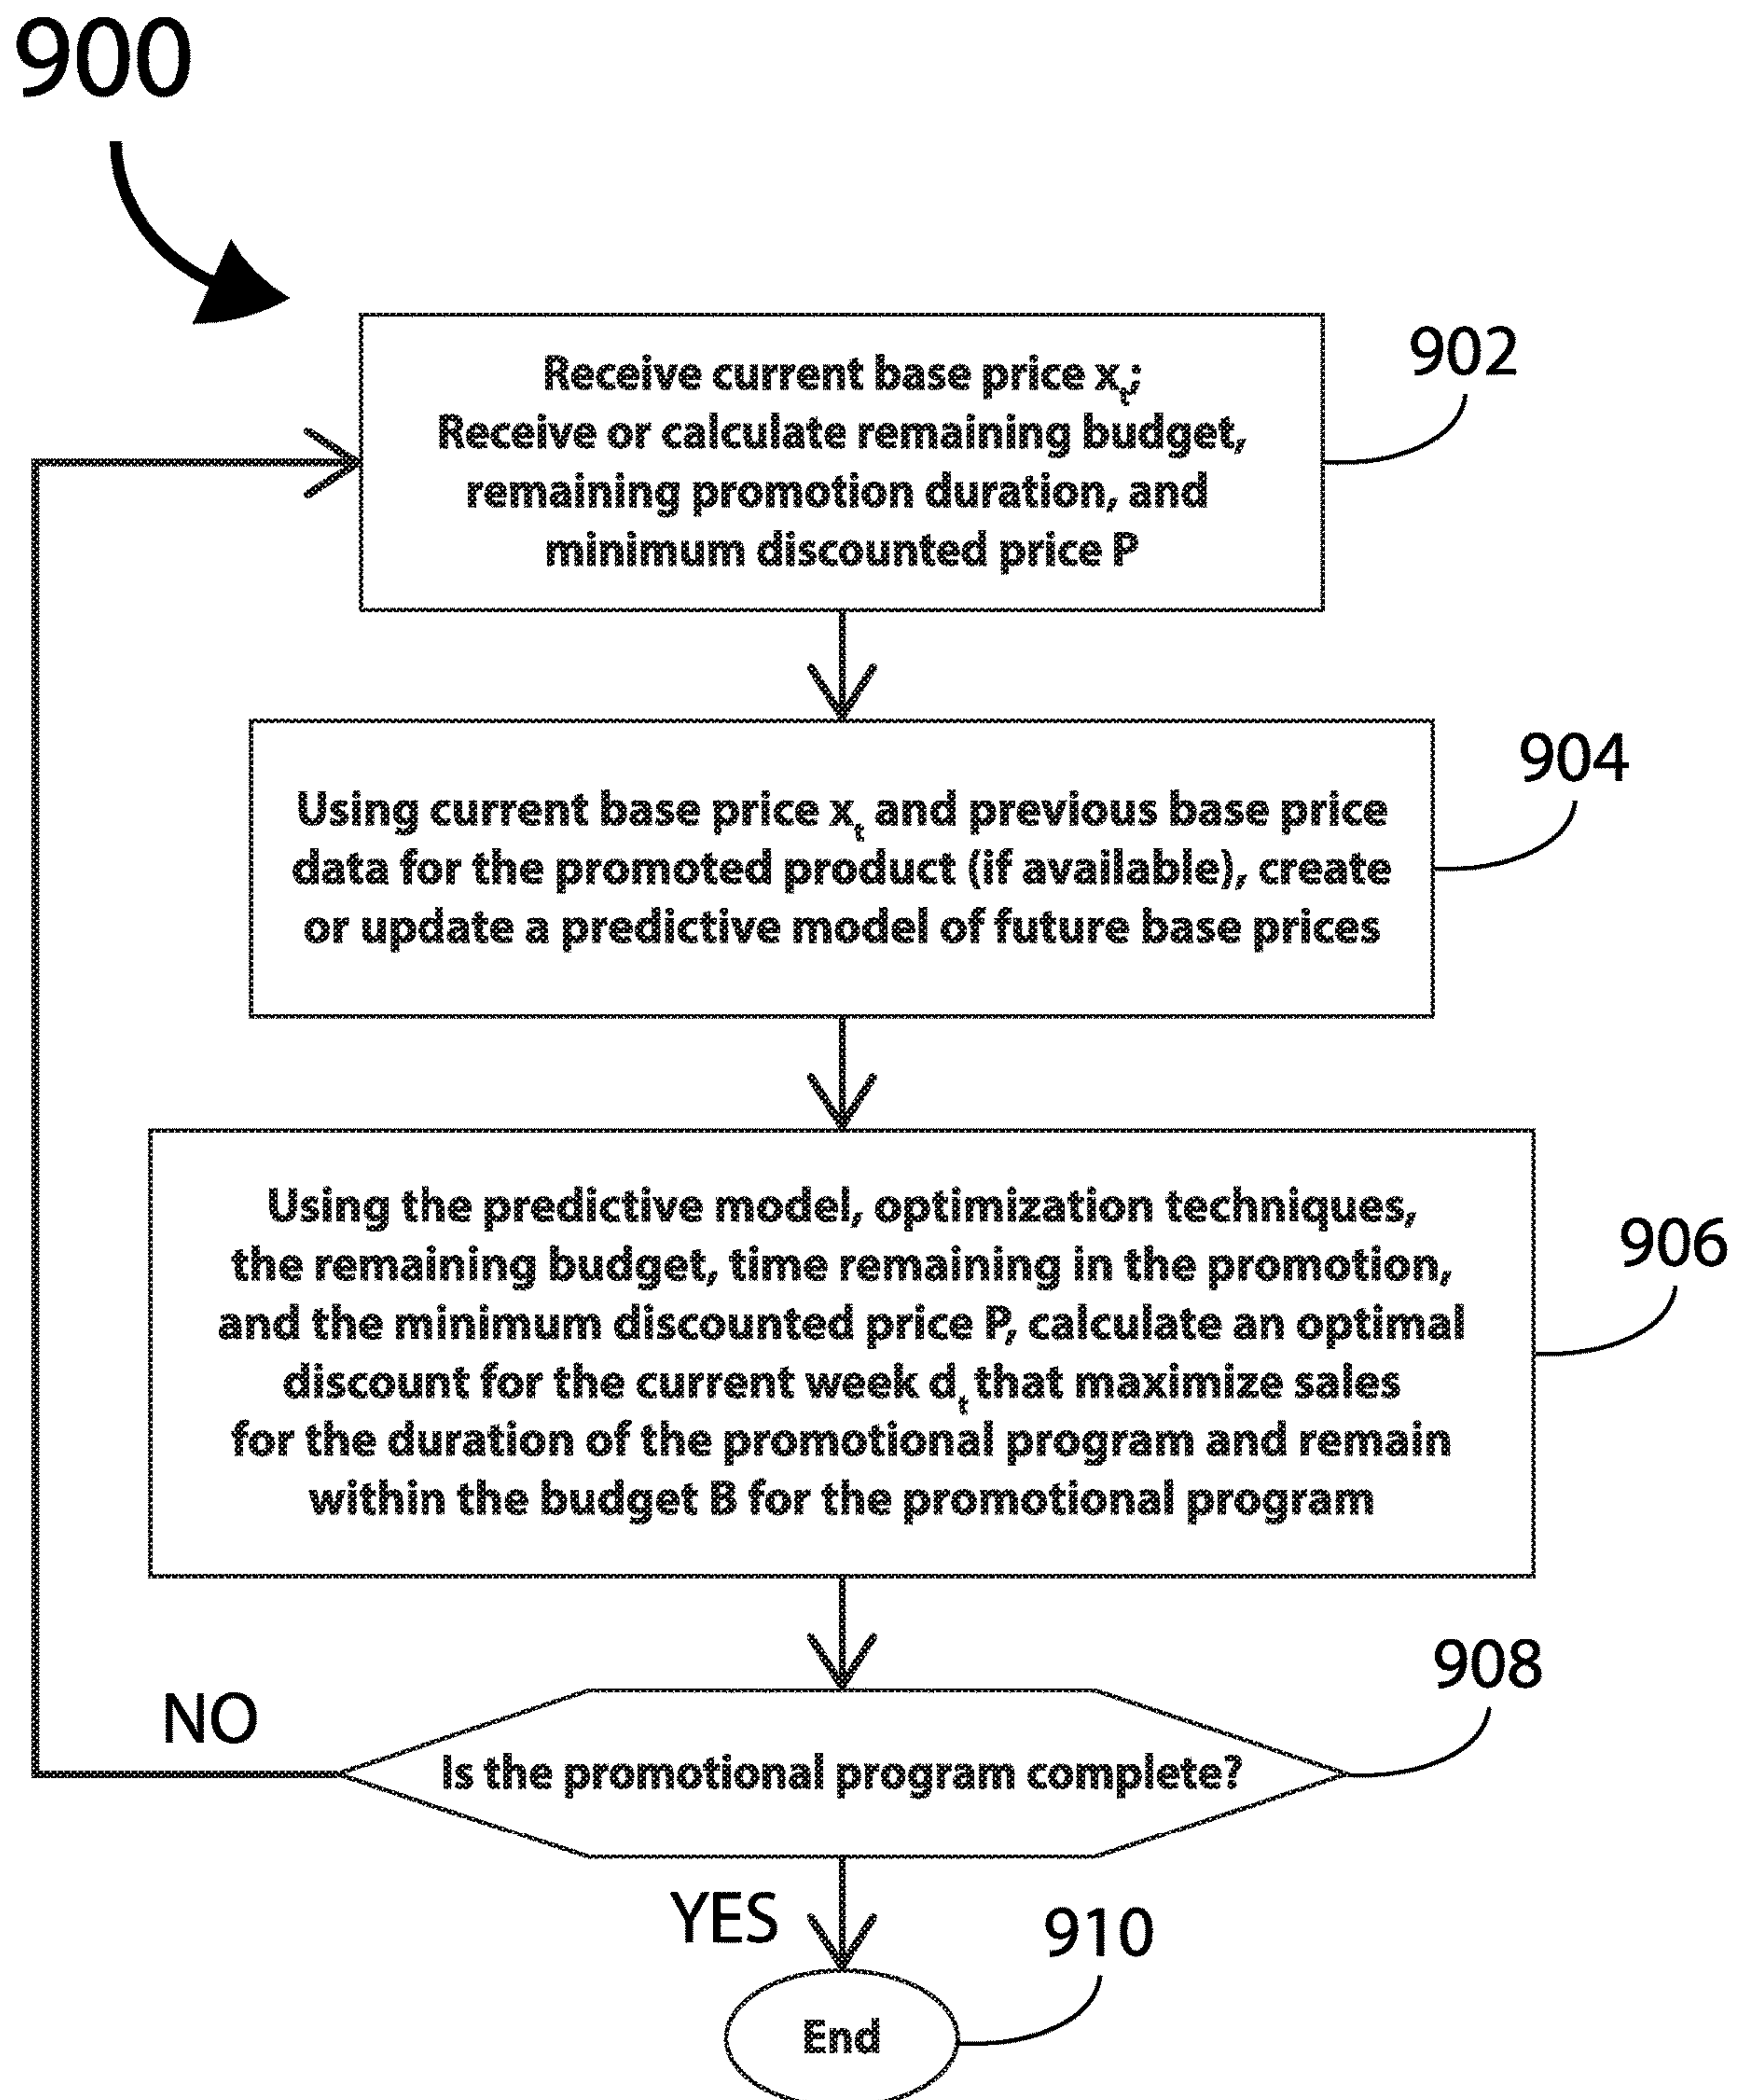 900
Receive current base price xₜ;
902
Receive or calculate remaining budget,
remaining promotion duration, and
minimum discounted price P
904
Using current base price xₜ and previous base price
data for the promoted product (if available), create
or update a predictive model of future base prices
906
Using the predictive model, optimization techniques,
the remaining budget, time remaining in the promotion,
and the minimum discounted price P, calculate an optimal
discount for the current week dₜ that maximize sales
for the duration of the promotional program and remain
within the budget B for the promotional program
908
NO
Is the promotional program complete?
YES
910
End